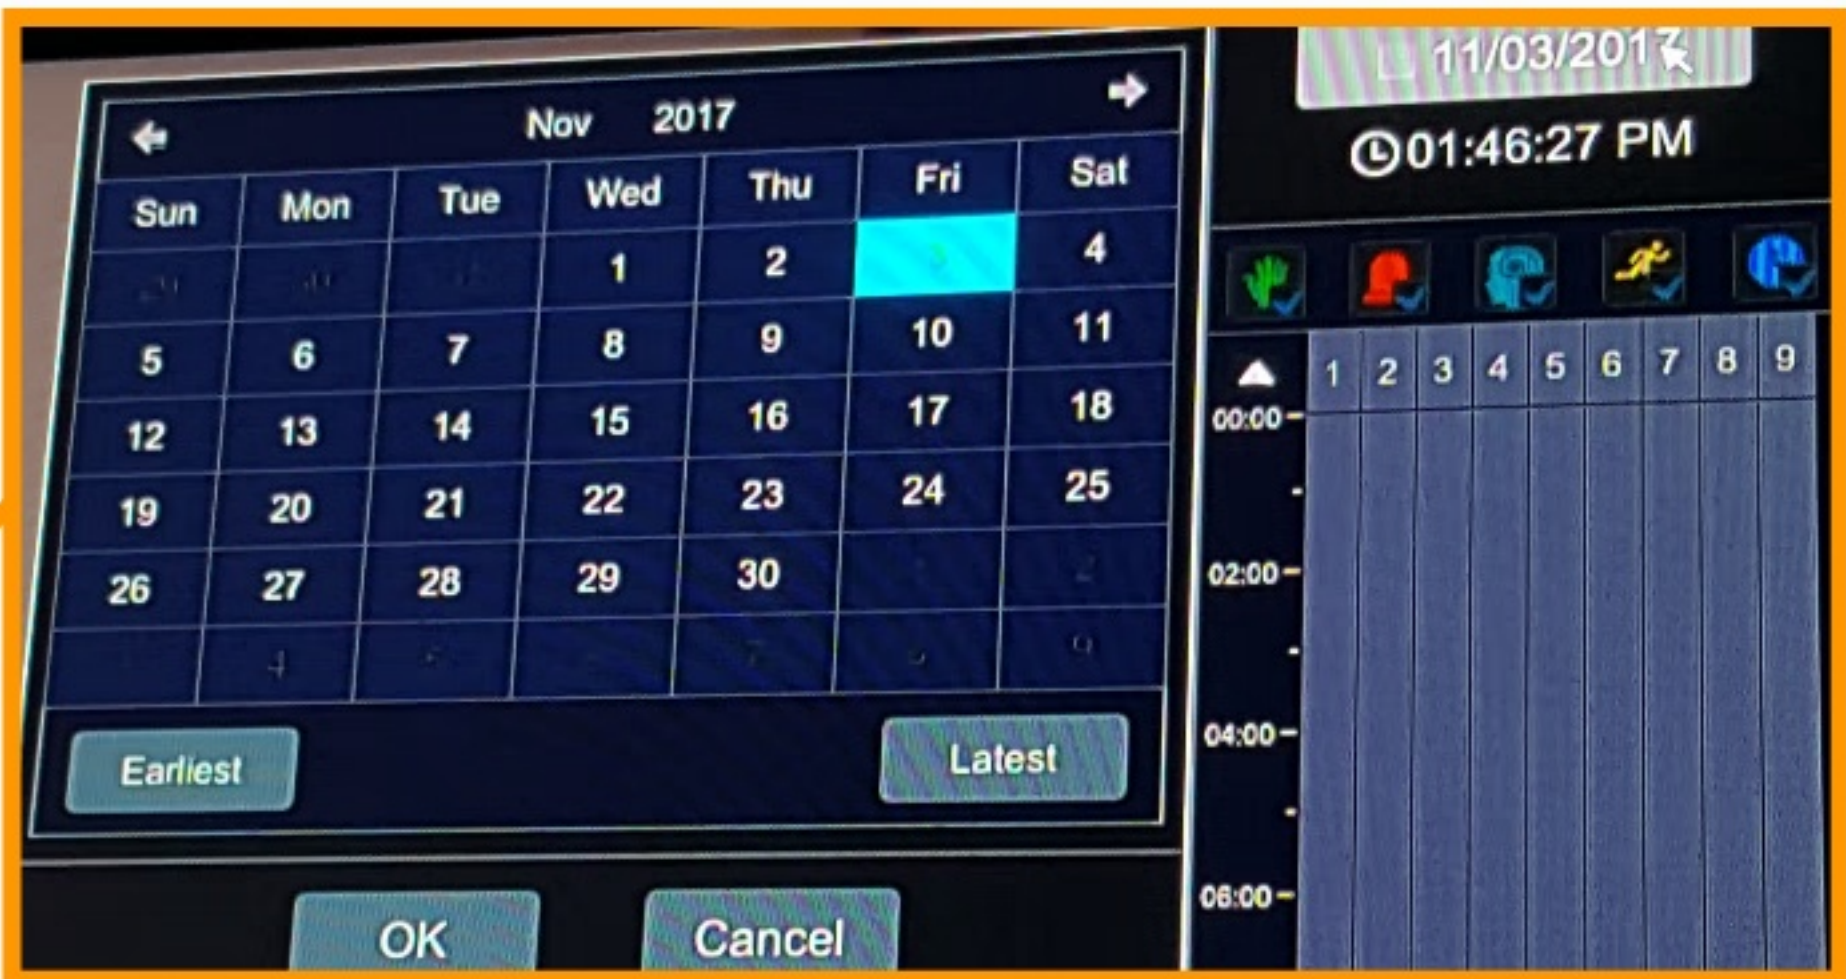 Nov 2017
Sun Mon Tue Wed Thu Fri Sat
1 2 3 4
5 6 7 8 9 10 11
12 13 14 15 16 17 18
19 20 21 22 23 24 25
26 27 28 29 30 2
4
Earliest Latest
OK Cancel
11/03/2017
01:46:27 PM
1 2 3 4 5 6 7 8 9
00:00
02:00
04:00
06:00